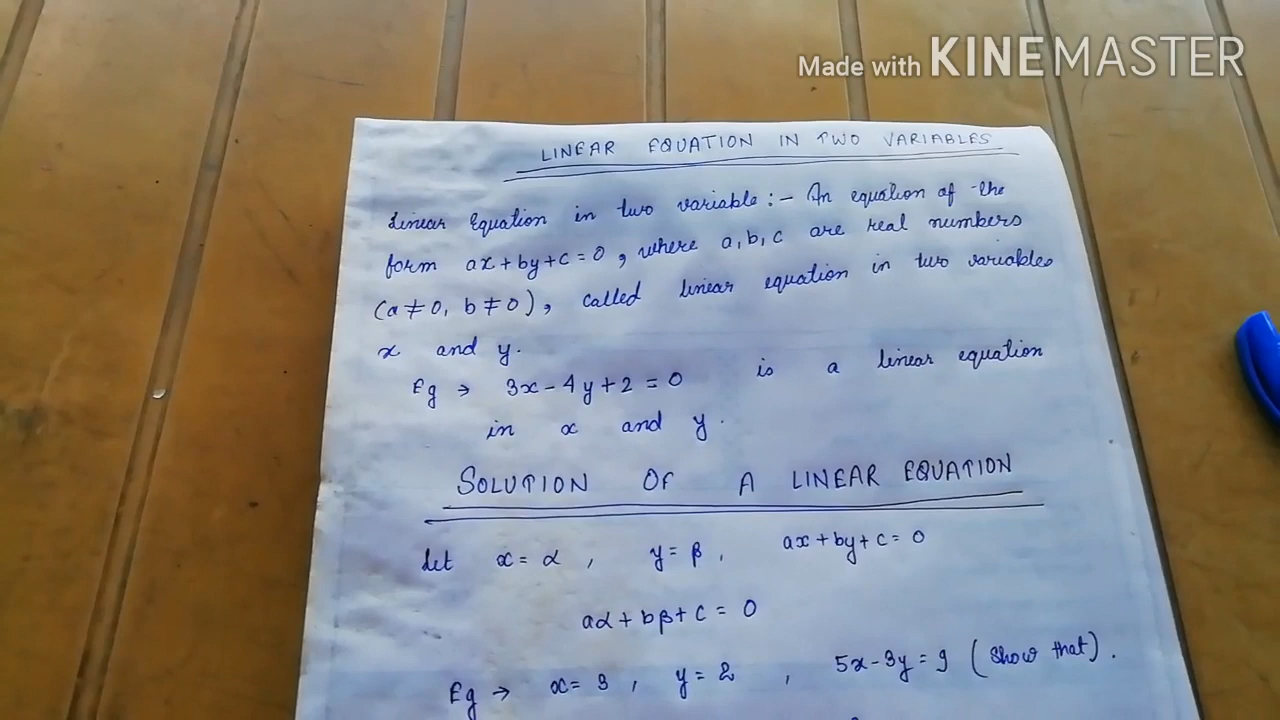 Made with KINEMASTER
LINEAR EQUATION IN TWO VARIABLES
Linear Equation in two variable :- An equation of the
form ax+by+c=0, where a,b,c are real numbers
(a≠0, b≠0), called linear equation in two variables
x and y.
Eg → 3x-4y+2=0 is a linear equation
in x and y.
SOLUTION OF A LINEAR EQUATION
Let x=α, y=β, ax+by+c=0
aα+bβ+c=0
Eg → x=3, y=2, 5x-3y=9 (Show that).